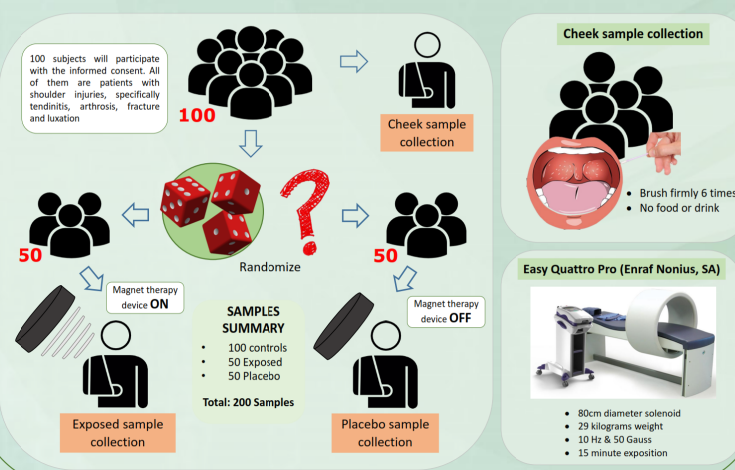 100 subjects will participate
with the informed consent. All
of them are patients with
shoulder injuries, specifically
tendinitis, arthrosis, fracture
and luxation
100
Cheek sample
collection
50
Randomize
50
Magnet therapy
device ON
Magnet therapy
device OFF
SAMPLES
SUMMARY
• 100 controls
• 50 Exposed
• 50 Placebo
Total: 200 Samples
Exposed sample
collection
Placebo sample
collection
Cheek sample collection
• Brush firmly 6 times
• No food or drink
Easy Quattro Pro (Enraf Nonius, SA)
• 80cm diameter solenoid
• 29 kilograms weight
• 10 Hz & 50 Gauss
• 15 minute exposition